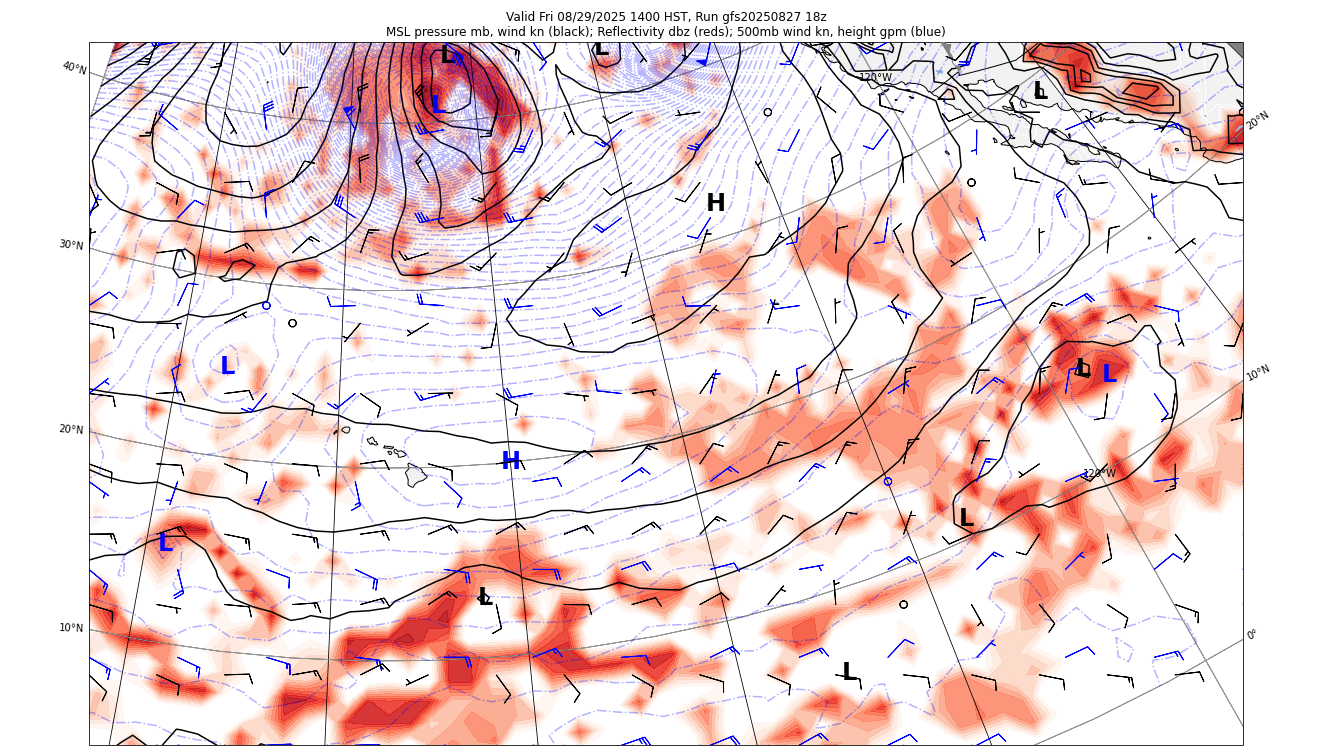 Valid Fri 08/29/2025 1400 HST, Run gfs20250827 18z
MSL pressure mb, wind kn (black); Reflectivity dbz (reds); 500mb wind kn, height gpm (blue)
L L
40°N 120°W
L L
20°N
H
30°N
L L L 10°N
20°N
H 120°W
L
L
L
10°N 0°
L